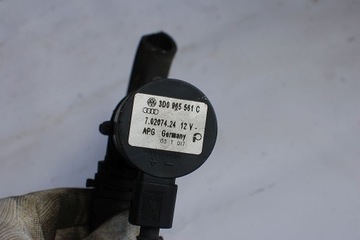 3D0 965 561 C
7.02074.24 12 V-
APG Germany